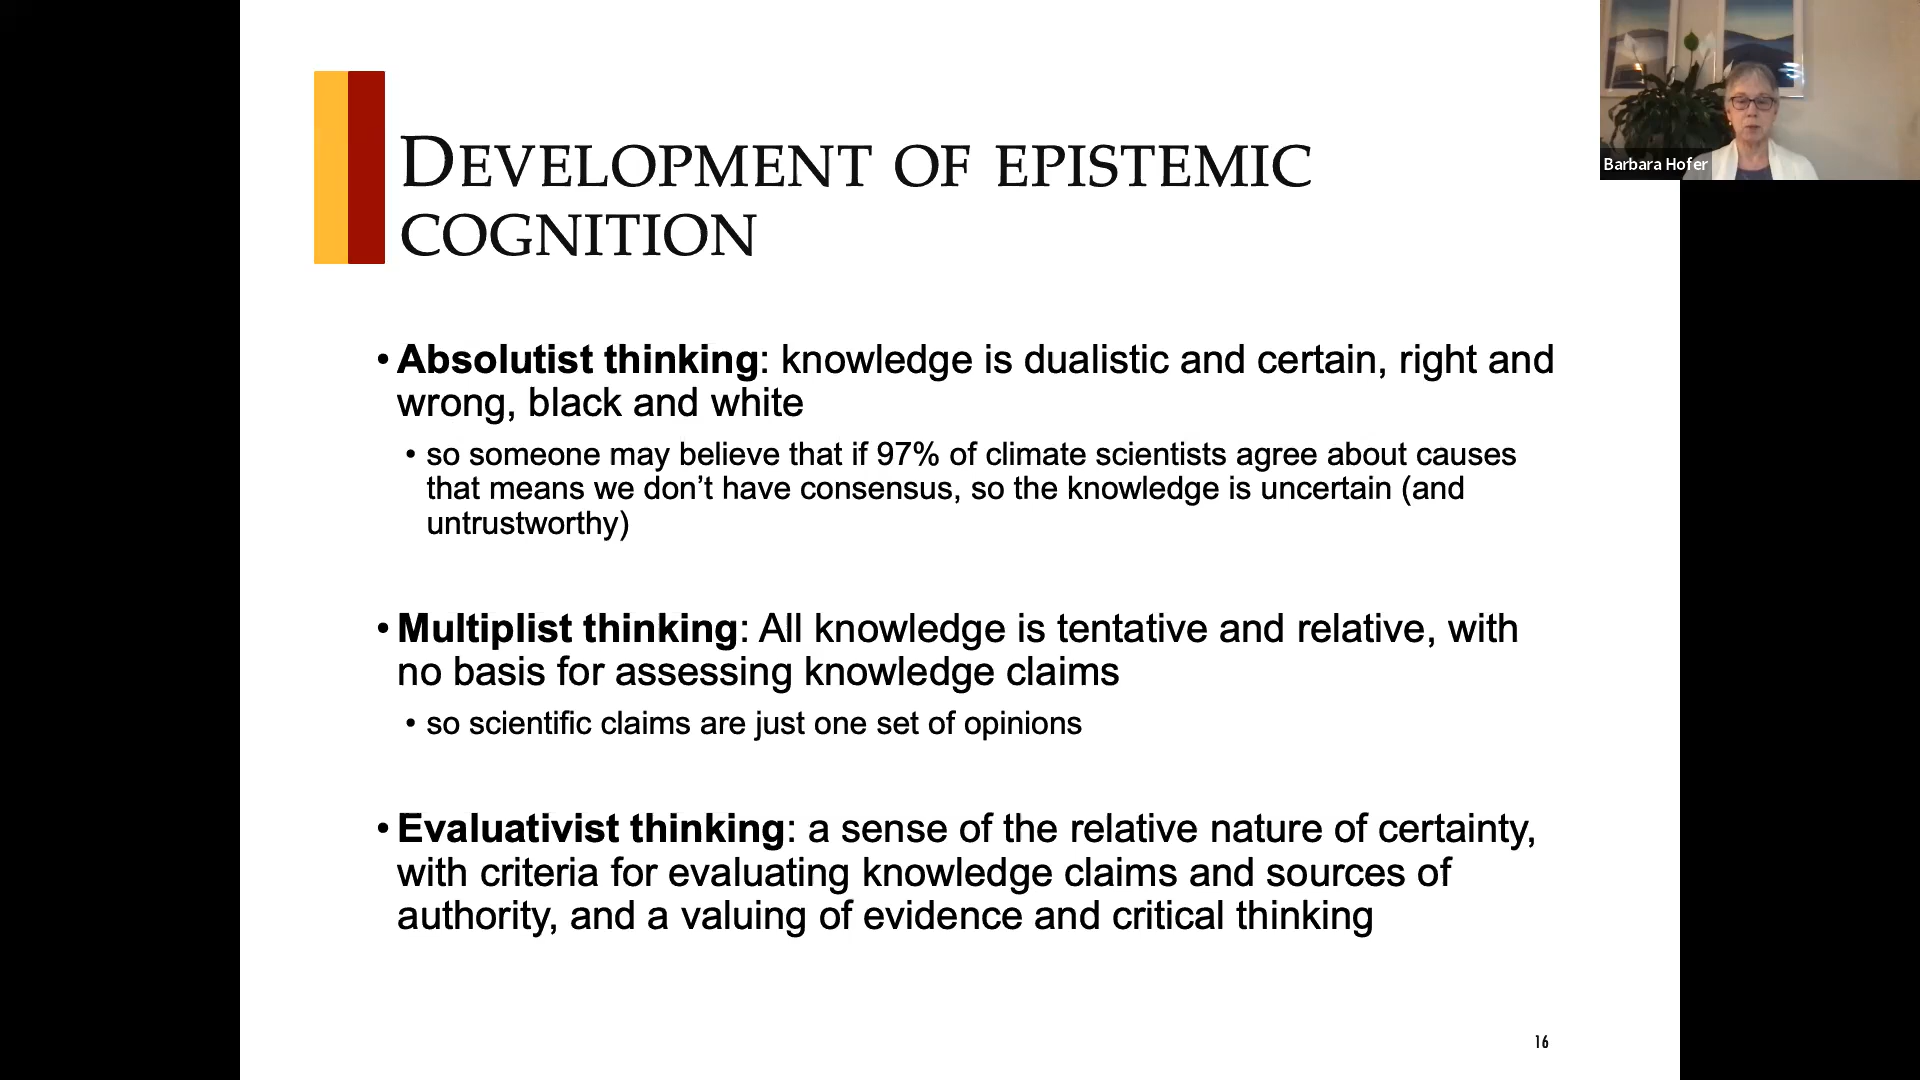 DEVELOPMENT OF EPISTEMIC
COGNITION
• Absolutist thinking: knowledge is dualistic and certain, right and
wrong, black and white
• so someone may believe that if 97% of climate scientists agree about causes
that means we don’t have consensus, so the knowledge is uncertain (and
untrustworthy)
• Multiplist thinking: All knowledge is tentative and relative, with
no basis for assessing knowledge claims
• so scientific claims are just one set of opinions
• Evaluativist thinking: a sense of the relative nature of certainty,
with criteria for evaluating knowledge claims and sources of
authority, and a valuing of evidence and critical thinking
16
Barbara Hofer